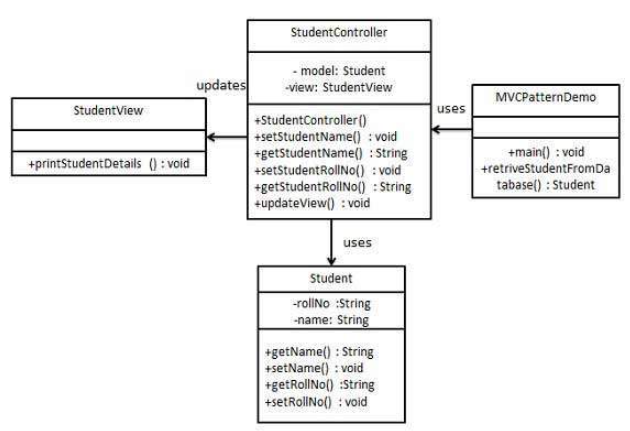 StudentController
- model: Student
-view: StudentView
+StudentController()
+setStudentName() : void
+getStudentName() : String
+setStudentRollNo() : void
+getStudentRollNo() : String
+updateView() : void
updates
StudentView
+printStudentDetails () : void
uses
MVCPatternDemo
+main() : void
+retriveStudentFromDa
tabase() : Student
uses
Student
-rollNo :String
-name: String
+getName() : String
+setName() : void
+getRollNo() :String
+setRollNo() : void